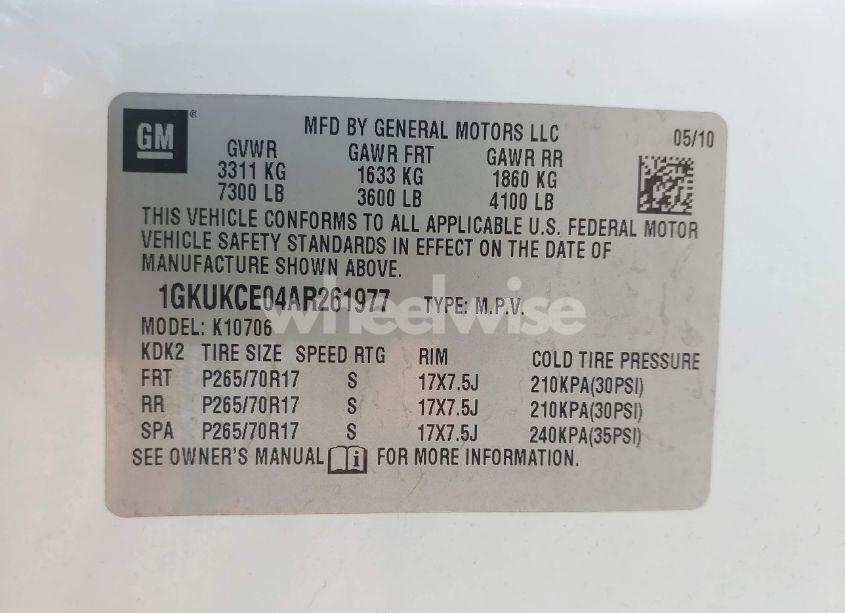 GM
MFD BY GENERAL MOTORS LLC 05/10
GVWR GAWR FRT GAWR RR
3311 KG 1633 KG 1860 KG
7300 LB 3600 LB 4100 LB
THIS VEHICLE CONFORMS TO ALL APPLICABLE U.S. FEDERAL MOTOR
VEHICLE SAFETY STANDARDS IN EFFECT ON THE DATE OF
MANUFACTURE SHOWN ABOVE.
1GKUKCE04AR261977 TYPE: M.P.V.
wheelwise
MODEL: K10706
KDK2 TIRE SIZE SPEED RTG RIM COLD TIRE PRESSURE
FRT P265/70R17 S 17X7.5J 210KPA(30PSI)
RR P265/70R17 S 17X7.5J 210KPA(30PSI)
SPA P265/70R17 S 17X7.5J 240KPA(35PSI)
SEE OWNER'S MANUAL i FOR MORE INFORMATION.